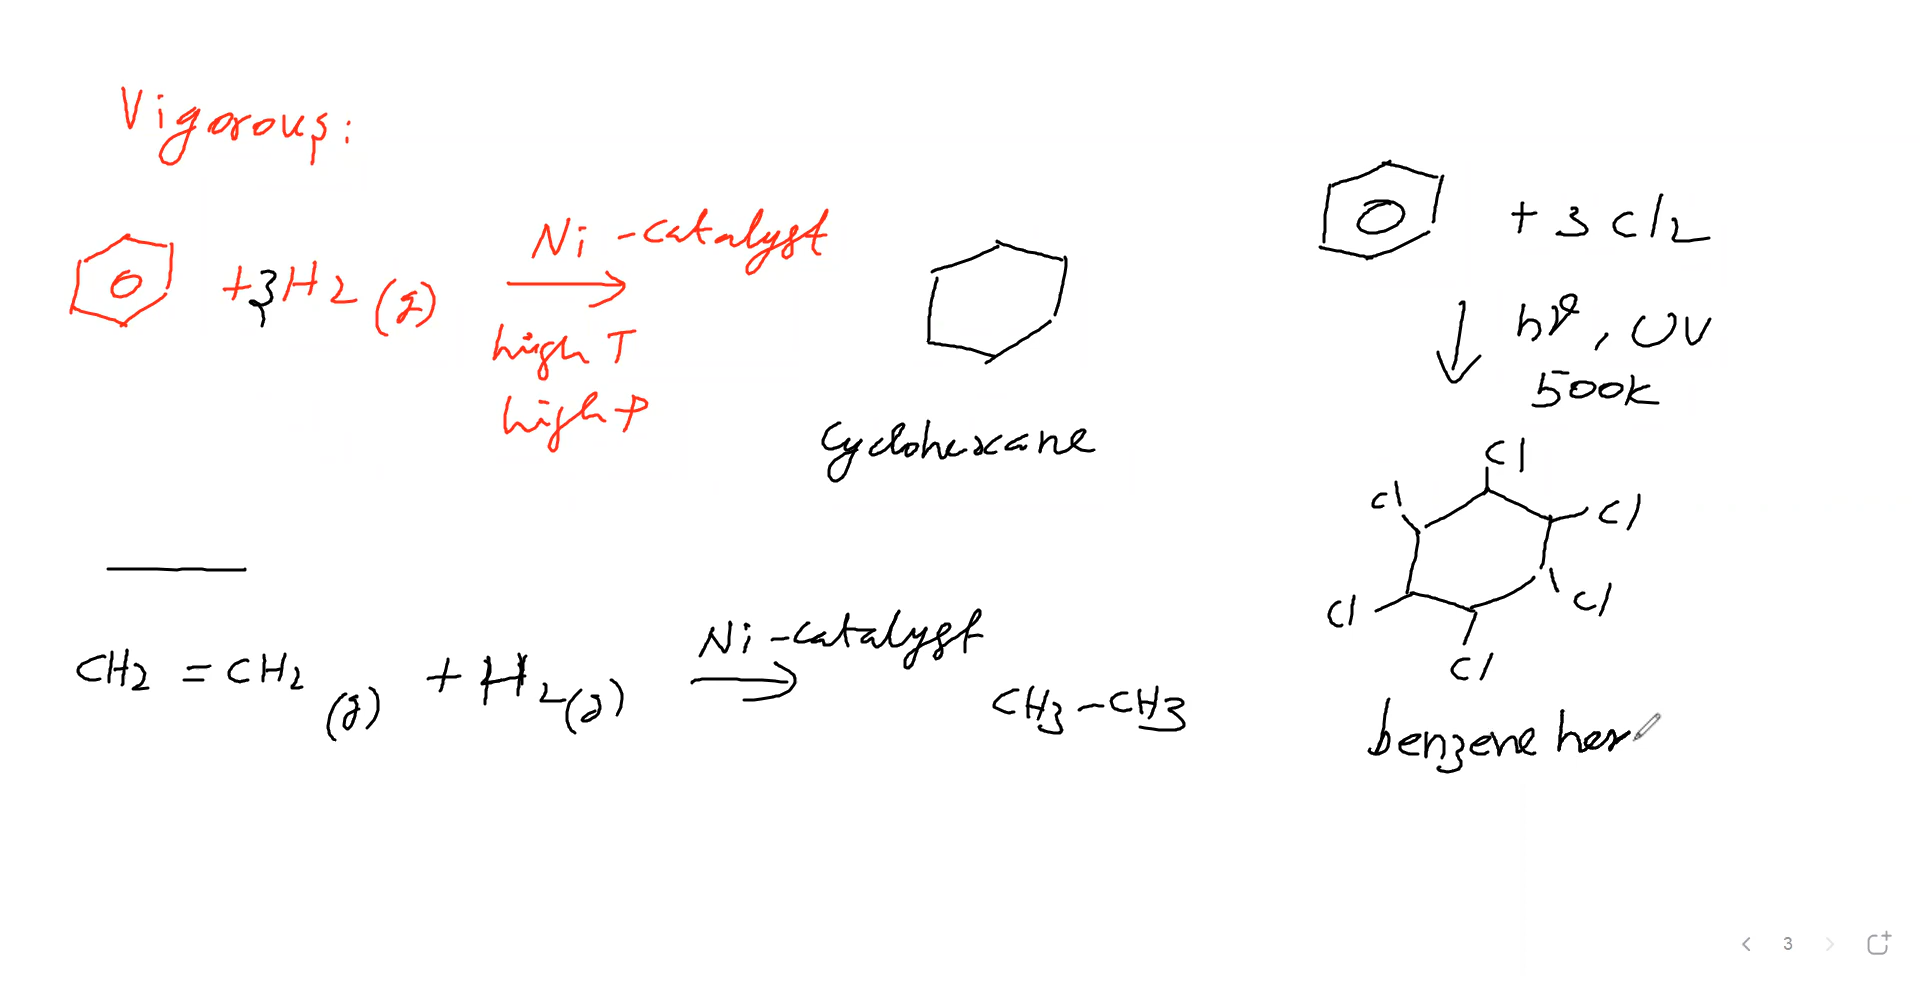 Vigorous:
+3H2 (g)
Ni-catalyst
high T
high P
Cyclohexane
+ 3 Cl2
hν, UV
500k
Cl
Cl
Cl
Cl
Cl
Cl
benzene hex
CH2 = CH2 (g) + H2(g)
Ni-catalyst
CH3-CH3
3